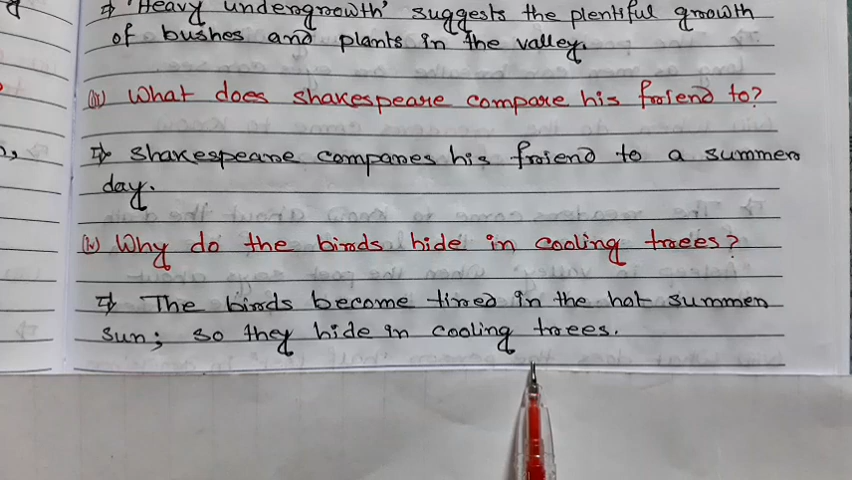 ⇒ 'Heavy undergrowth' suggests the plentiful growth
of bushes and plants in the valley.
(iii) What does shakespeare compare his friend to?
⇒ Shakespeare compares his friend to a summer
day.
(iv) Why do the birds hide in cooling trees?
⇒ The birds become tired in the hot summer
sun; so they hide in cooling trees.